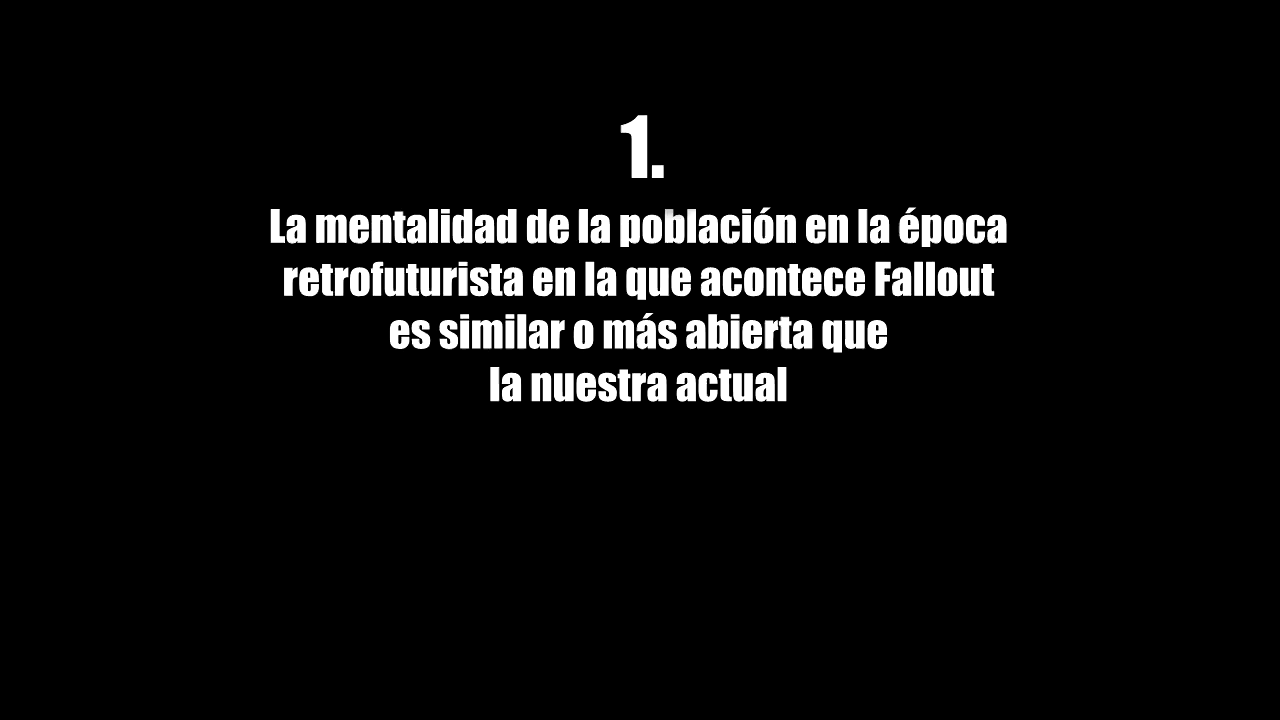 1.
La mentalidad de la población en la época
retrofuturista en la que acontece Fallout
es similar o más abierta que
la nuestra actual